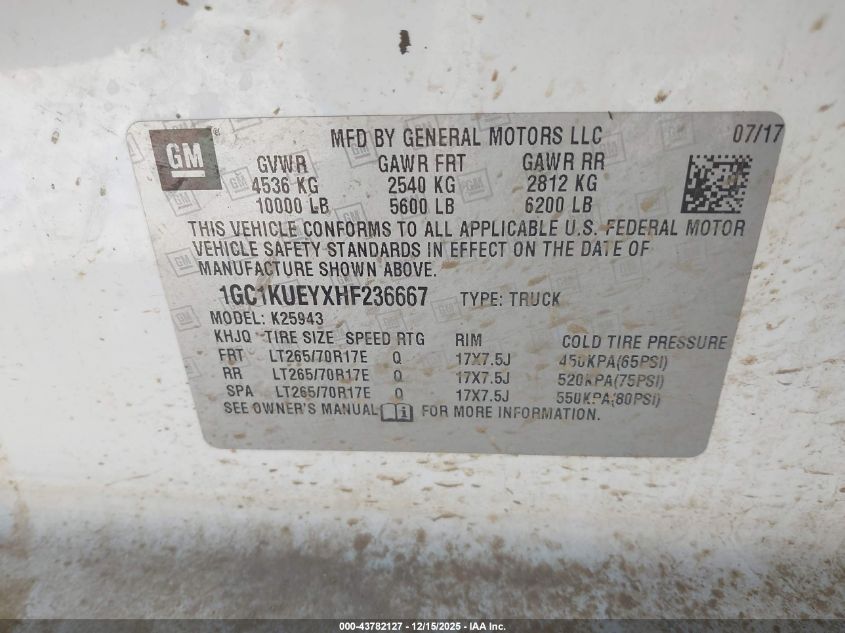 GM
MFD BY GENERAL MOTORS LLC 07/17
GVWR GAWR FRT GAWR RR
4536 KG 2540 KG 2812 KG
10000 LB 5600 LB 6200 LB
THIS VEHICLE CONFORMS TO ALL APPLICABLE U.S. FEDERAL MOTOR
VEHICLE SAFETY STANDARDS IN EFFECT ON THE DATE OF
MANUFACTURE SHOWN ABOVE.
1GC1KUEYXHF236667 TYPE: TRUCK
MODEL: K25943
KHJQ TIRE SIZE SPEED RTG RIM COLD TIRE PRESSURE
FRT LT265/70R17E Q 17X7.5J 450KPA(65PSI)
RR LT265/70R17E Q 17X7.5J 520KPA(75PSI)
SPA LT265/70R17E Q 17X7.5J 550KPA(80PSI)
SEE OWNER'S MANUAL FOR MORE INFORMATION.
000-43782127 - 12/15/2025 - IAA Inc.